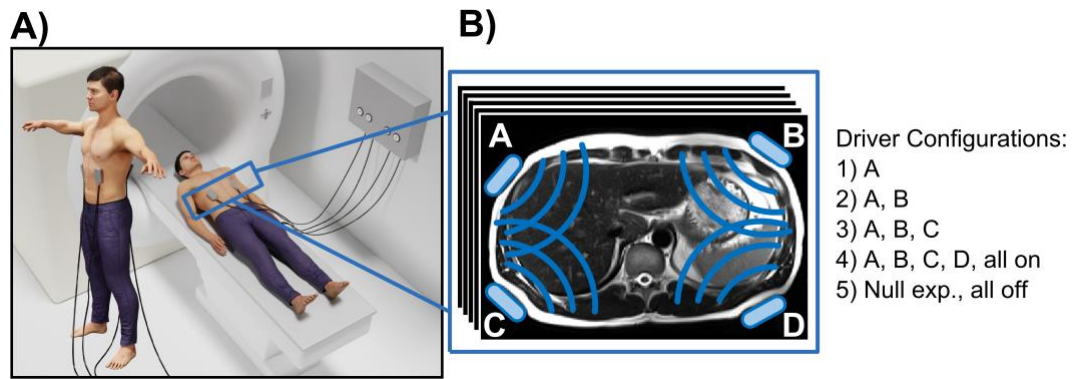 A)
B)
A
B
C
D
Driver Configurations:
1) A
2) A, B
3) A, B, C
4) A, B, C, D, all on
5) Null exp., all off